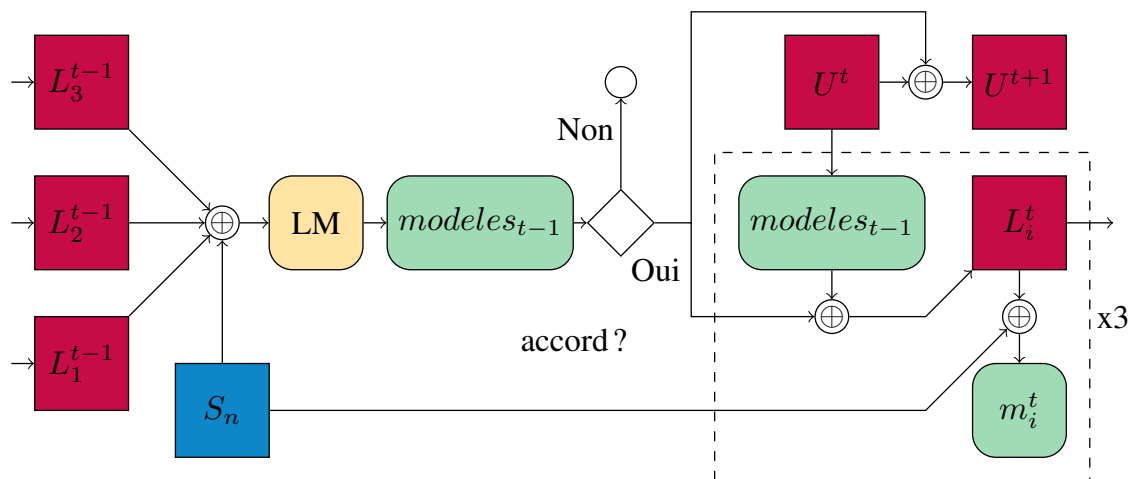 L_3^{t-1}
U^t
U^{t+1}
Non
L_2^{t-1}
LM
modeles_{t-1}
modeles_{t-1}
L_i^t
Oui
x3
accord ?
L_1^{t-1}
S_n
m_i^t